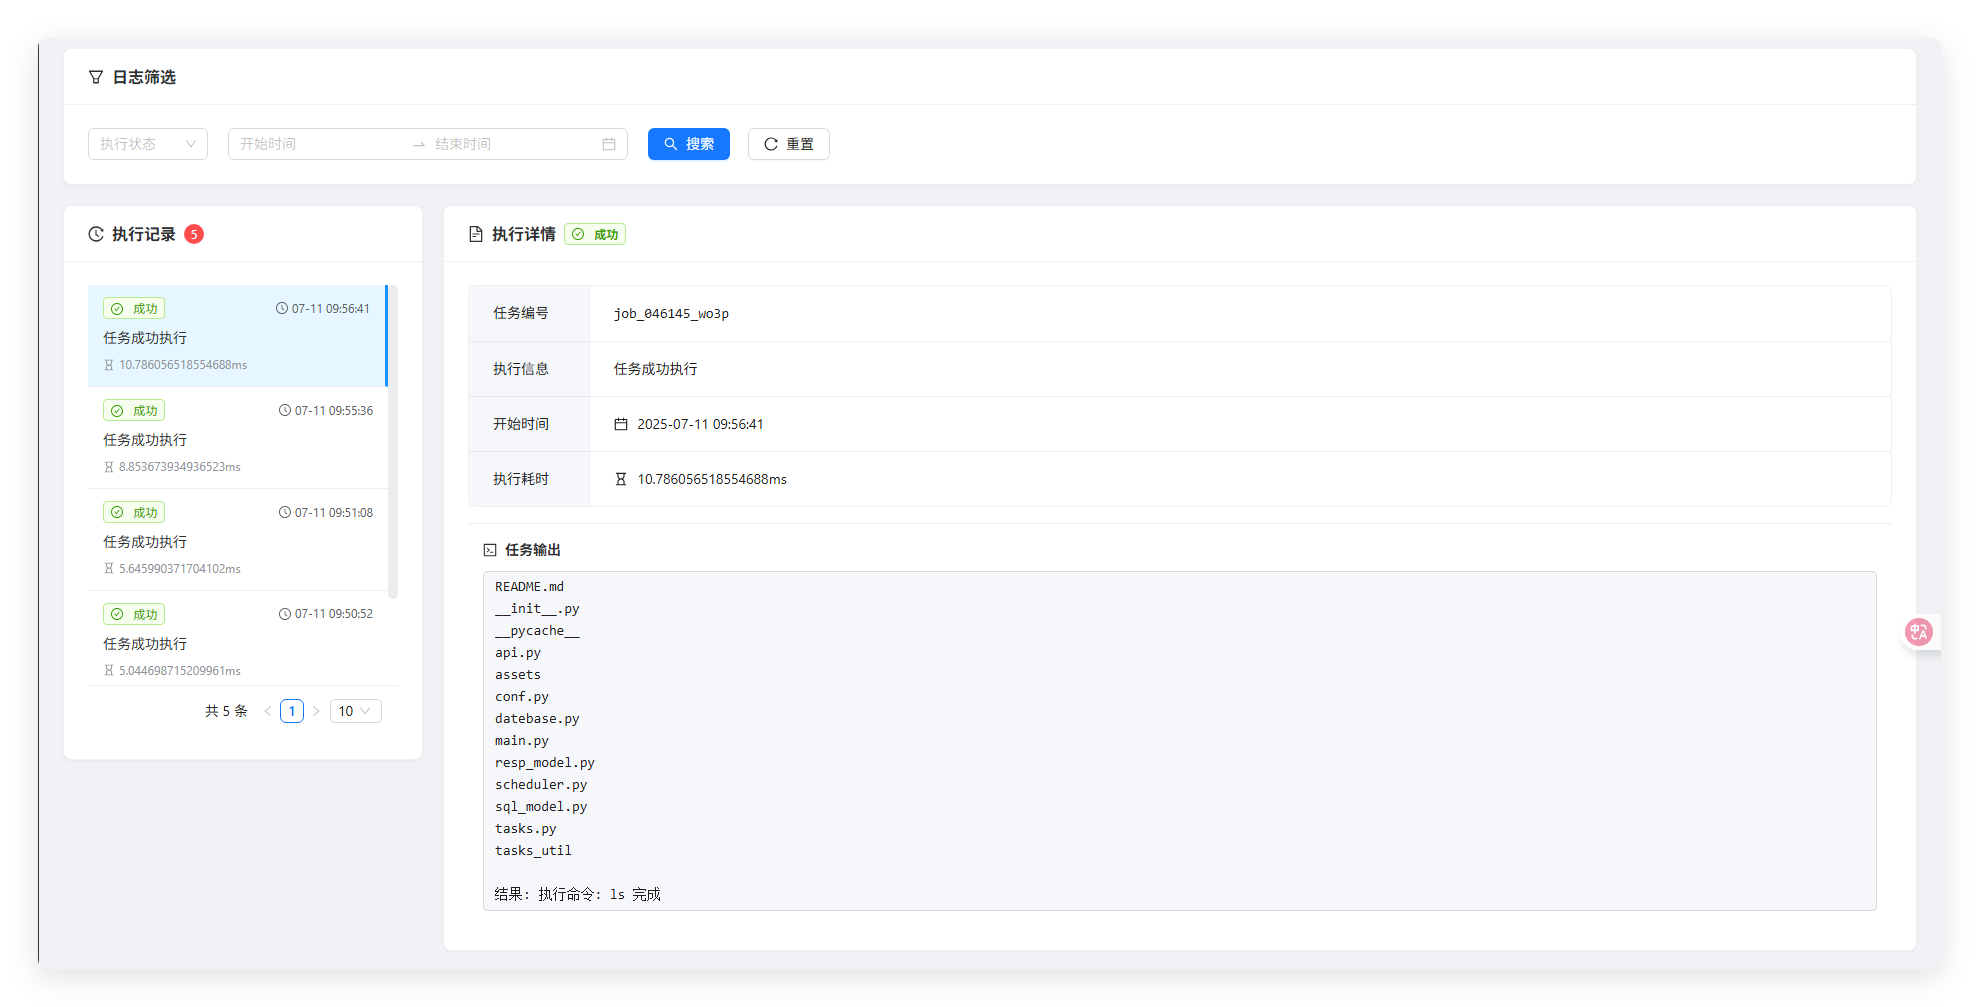 日志筛选
执行状态
开始时间
结束时间
搜索
重置
执行记录 5
成功 07-11 09:56:41
任务成功执行
10.786056518554688ms
成功 07-11 09:55:36
任务成功执行
8.853673934936523ms
成功 07-11 09:51:08
任务成功执行
5.645990371704102ms
成功 07-11 09:50:52
任务成功执行
5.044698715209961ms
共 5 条 < 1 > 10
执行详情 成功
任务编号 job_046145_wo3p
执行信息 任务成功执行
开始时间 2025-07-11 09:56:41
执行耗时 10.786056518554688ms
任务输出
README.md
__init__.py
__pycache__
api.py
assets
conf.py
datebase.py
main.py
resp_model.py
scheduler.py
sql_model.py
tasks.py
tasks_util
结果: 执行命令: ls 完成
中 A